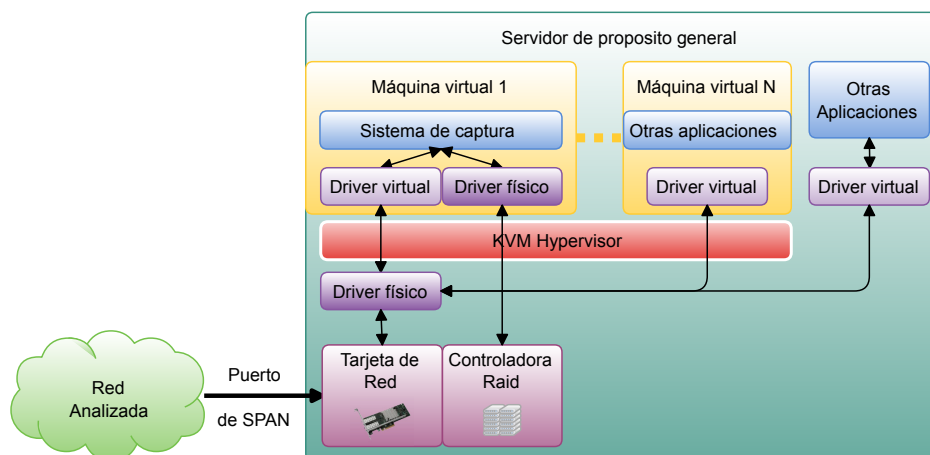 Servidor de proposito general
Máquina virtual 1
Sistema de captura
Driver virtual
Driver físico
Máquina virtual N
Otras aplicaciones
Driver virtual
Otras
Aplicaciones
Driver virtual
KVM Hypervisor
Driver físico
Red
Analizada
Puerto
de SPAN
Tarjeta de
Red
Controladora
Raid